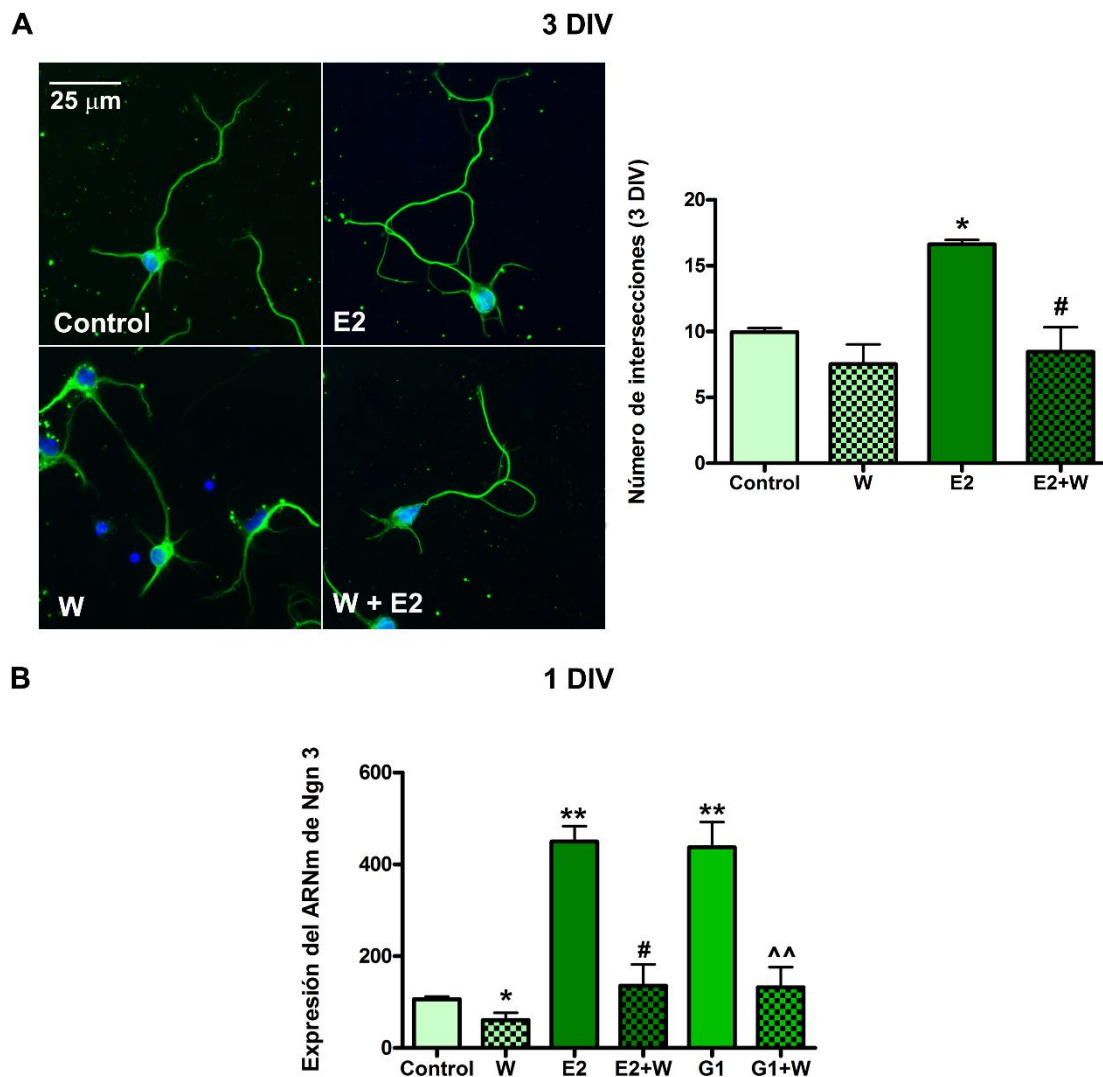 A
3 DIV
25 μm
Control
E2
W
W + E2
Número de intersecciones (3 DIV)
20
15
10
5
0
*
#
Control
W
E2
E2+W
B
1 DIV
Expresión del ARNm de Ngn 3
600
400
200
0
*
**
#
**
^^
Control
W
E2
E2+W
G1
G1+W